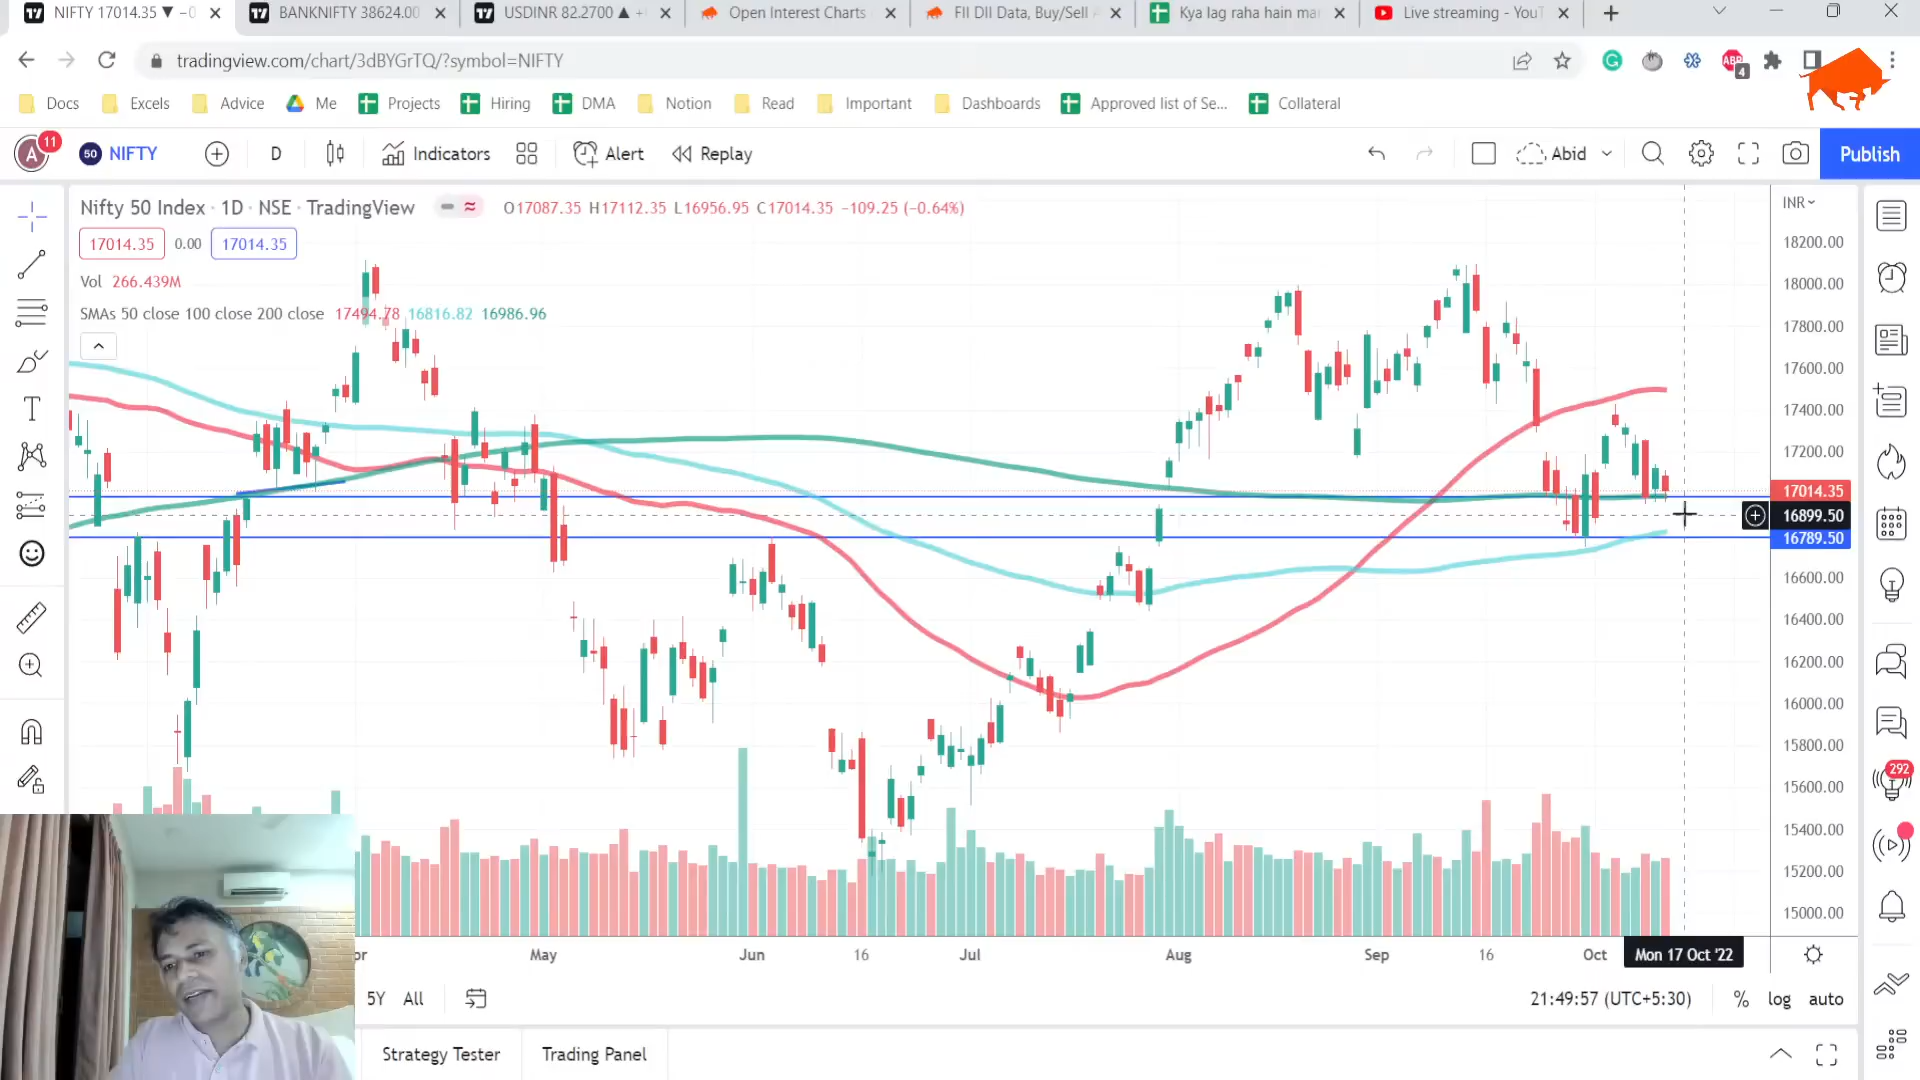 NIFTY 17014.35 ▼ −0
BANKNIFTY 38624.00
USDINR 82.2700 ▲ +
Open Interest Charts
FII DII Data, Buy/Sell
Kya lag raha hain ma
Live streaming - YouT
tradingview.com/chart/3dBYGrTQ/?symbol=NIFTY
ABP
4
Docs
Excels
Advice
Me
Projects
Hiring
DMA
Notion
Read
Important
Dashboards
Approved list of Se...
Collateral
A
11
50
NIFTY
D
Indicators
Alert
Replay
Abid
Publish
Nifty 50 Index · 1D · NSE · TradingView
O17087.35 H17112.35 L16956.95 C17014.35 −109.25 (−0.64%)
INR
17014.35
0.00
17014.35
Vol 266.439M
SMAs 50 close 100 close 200 close 17494.78 16816.82 16986.96
18200.00
18000.00
17800.00
17600.00
17400.00
17200.00
17014.35
16899.50
16789.50
16600.00
16400.00
16200.00
16000.00
15800.00
15600.00
15400.00
15200.00
15000.00
292
May
Jun
16
Jul
Aug
Sep
16
Oct
Mon 17 Oct '22
5Y
All
21:49:57 (UTC+5:30)
%
log
auto
Strategy Tester
Trading Panel